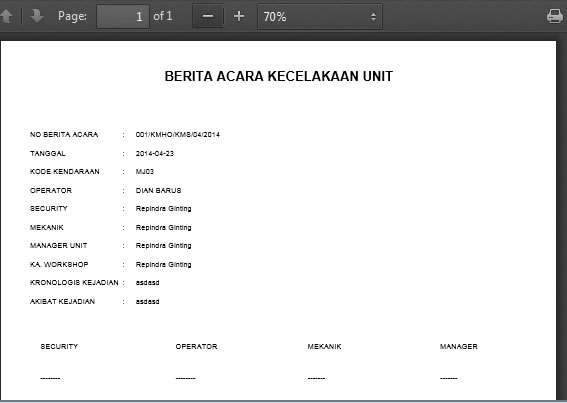 Page: 1 of 1 70%
BERITA ACARA KECELAKAAN UNIT
NO BERITA ACARA : 001/KMHO/KMS/04/2014
TANGGAL : 2014-04-23
KODE KENDARAAN : MJ03
OPERATOR : DIAN BARUS
SECURITY : Repindra Ginting
MEKANIK : Repindra Ginting
MANAGER UNIT : Repindra Ginting
KA. WORKSHOP : Repindra Ginting
KRONOLOGIS KEJADIAN : asdasd
AKIBAT KEJADIAN : asdasd
SECURITY OPERATOR MEKANIK MANAGER
-------- -------- ------- -------